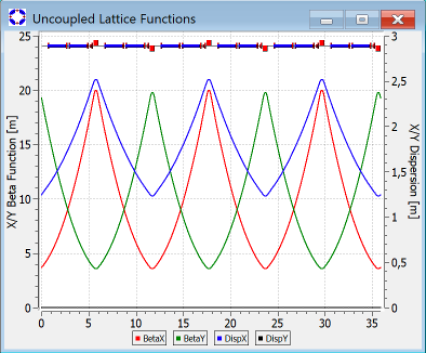 Uncoupled Lattice Functions
25
20
15
10
5
0
X/Y Beta Function [m]
3
2,5
2
1,5
1
0,5
0
X/Y Dispersion [m]
0 5 10 15 20 25 30 35
BetaX BetaY DispX DispY